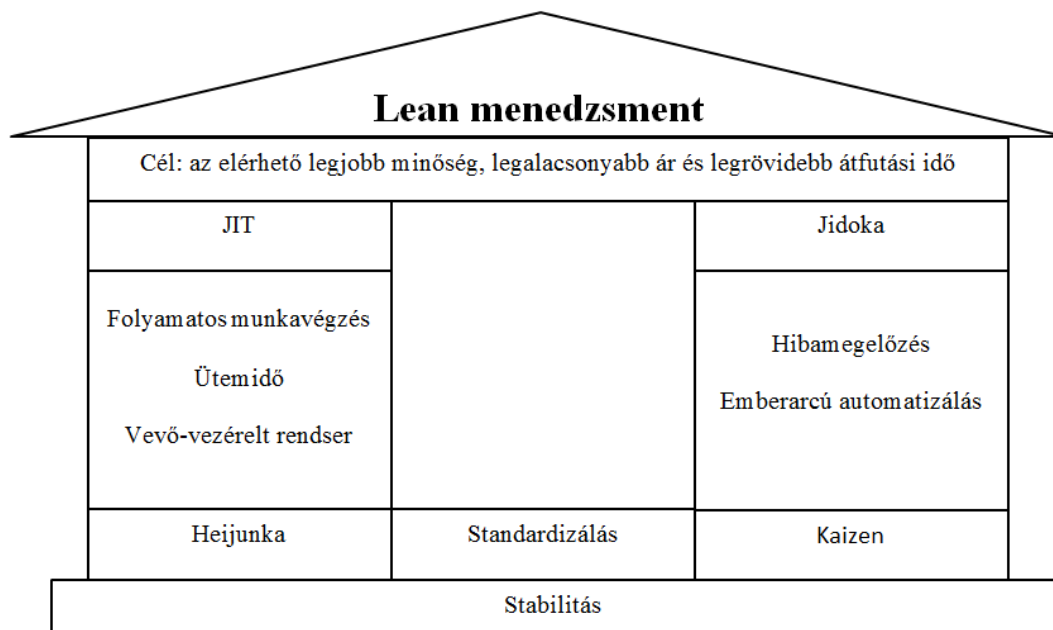 Lean menedzsment
Cél: az elérhető legjobb minőség, legalacsonyabb ár és legrövidebb átfutási idő
JIT
Jidoka
Folyamatos munkavégzés
Ütemidő
Vevő-vezérelt rendser
Hibamegelőzés
Emberarcú automatizálás
Heijunka
Standardizálás
Kaizen
Stabilitás